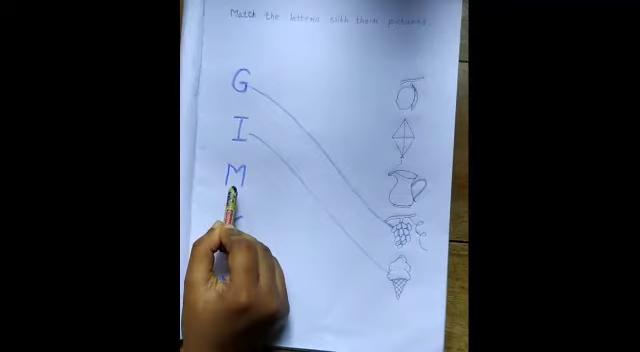 Match the letters with their pictures.
G
I
M